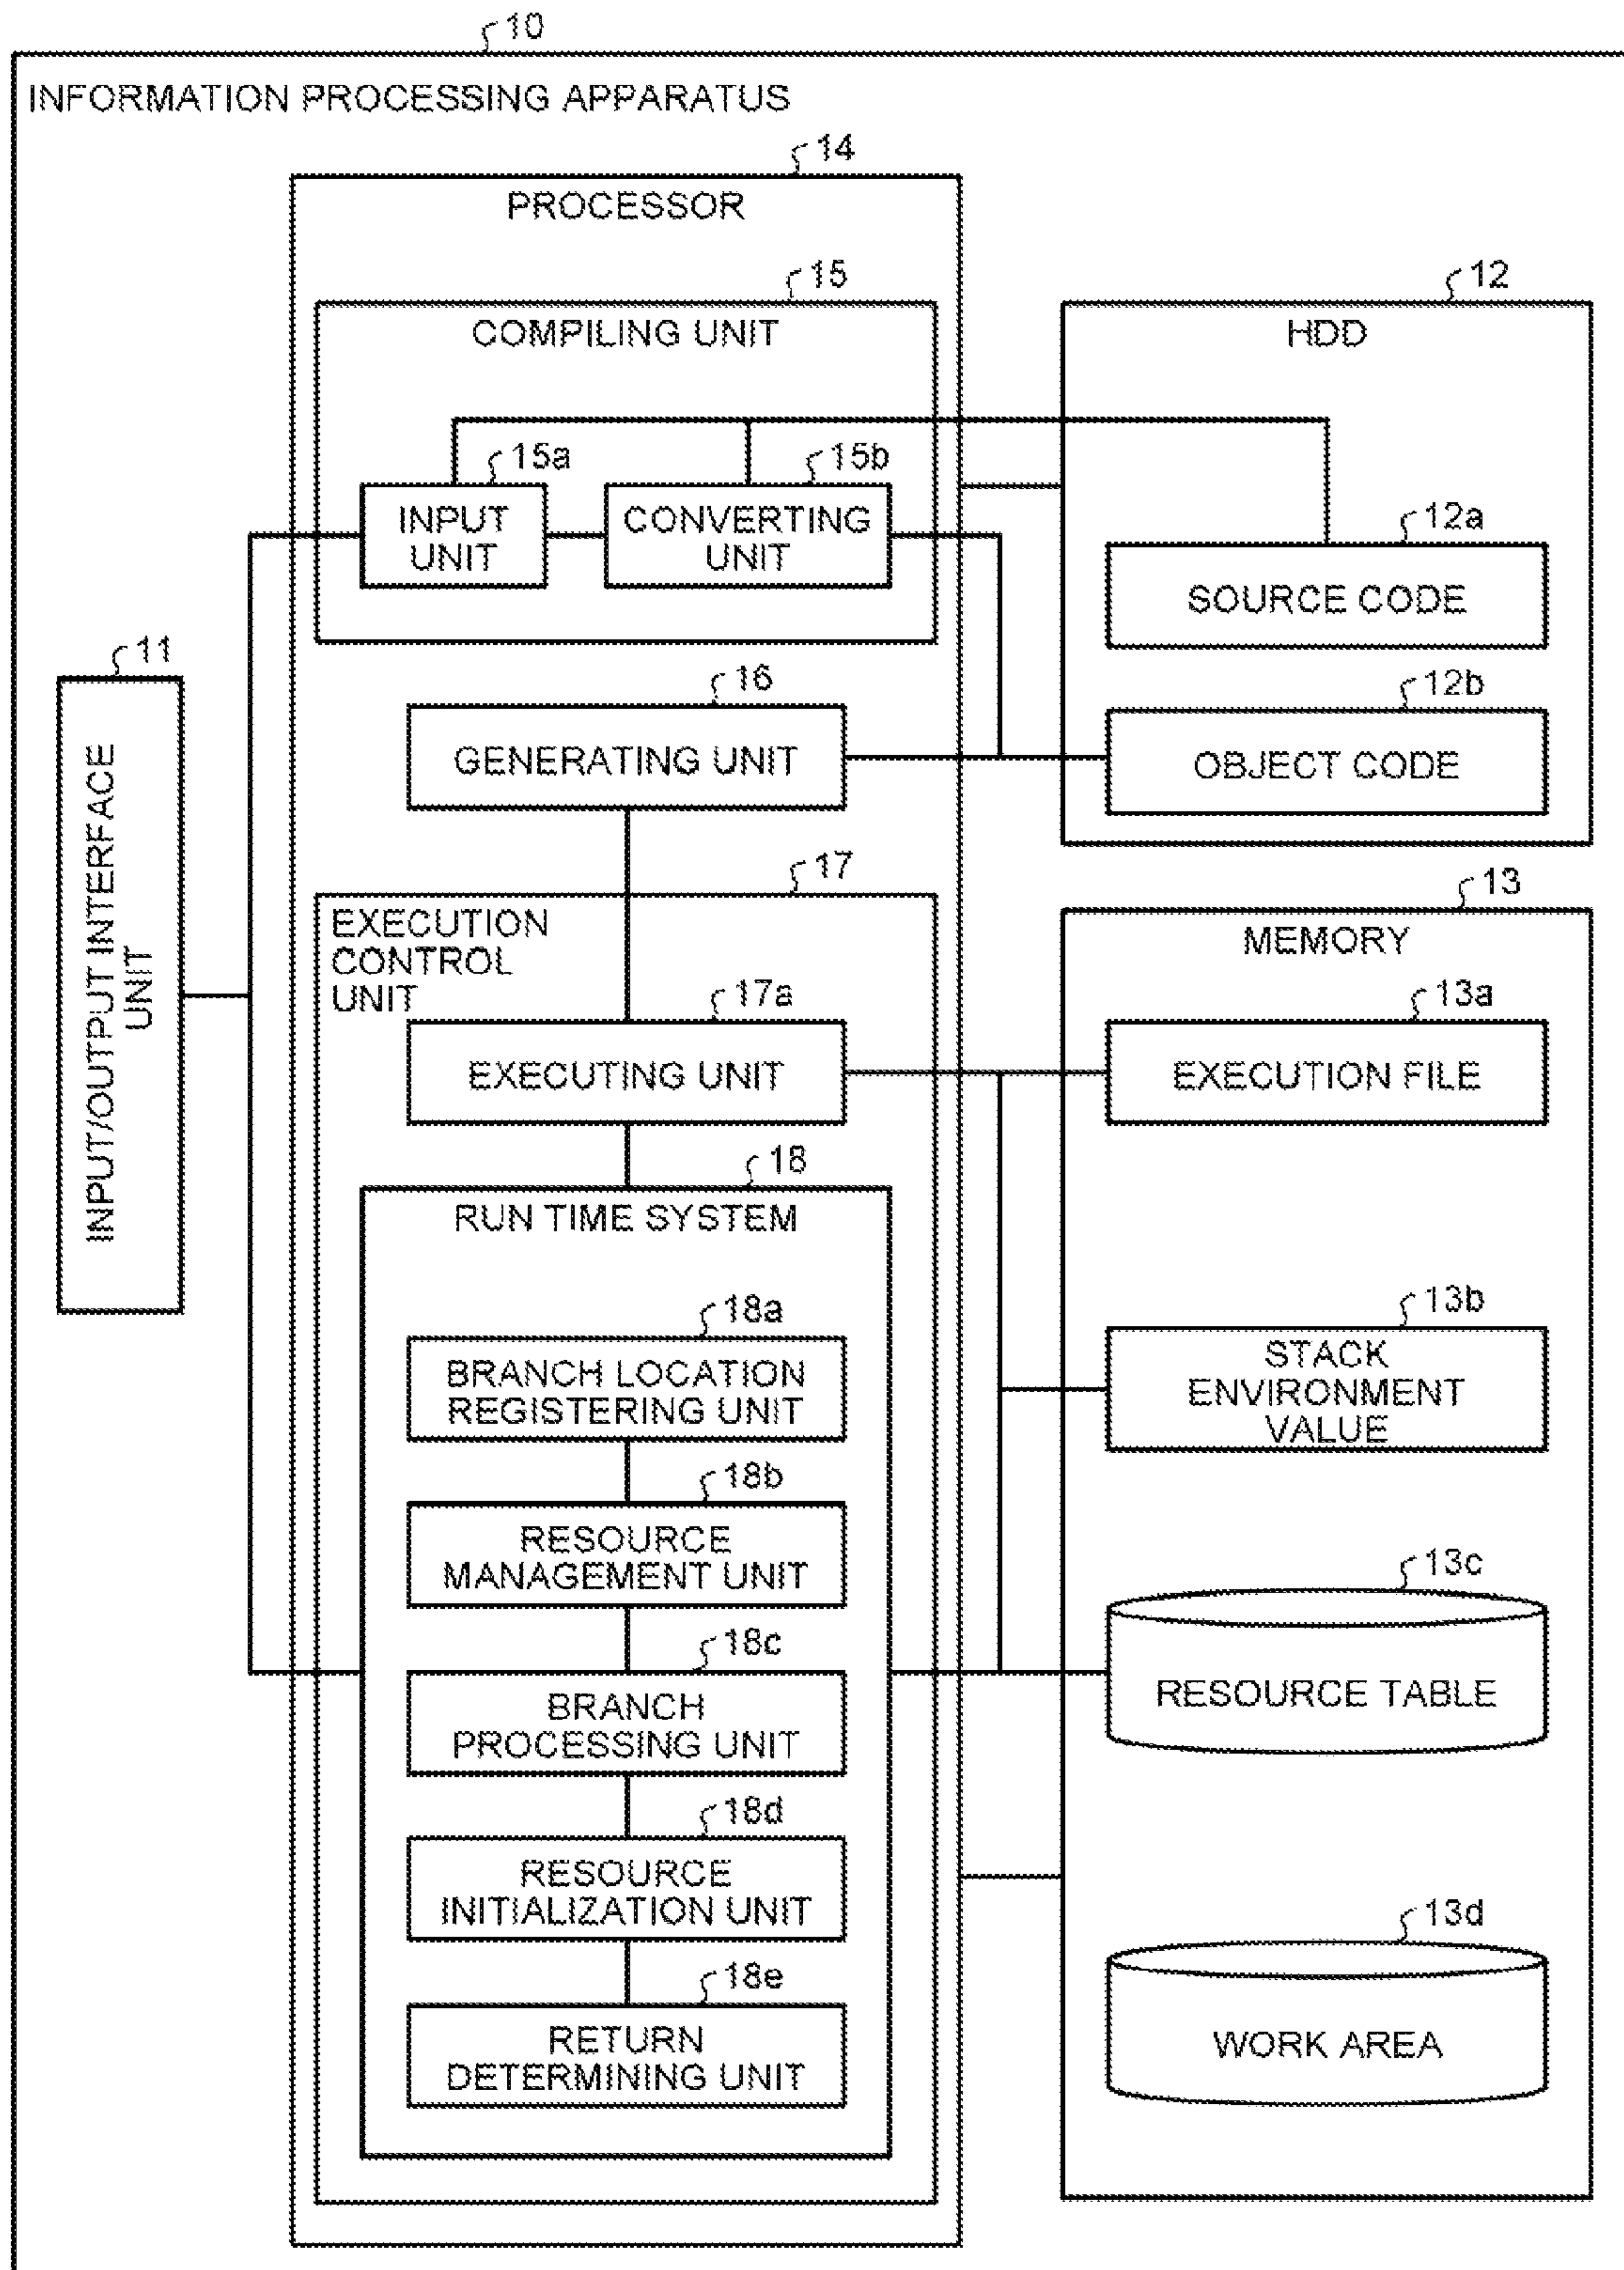 10
INFORMATION PROCESSING APPARATUS
14
PROCESSOR
15
COMPILING UNIT
15a
INPUT
UNIT
15b
CONVERTING
UNIT
12
HDD
12a
SOURCE CODE
12b
OBJECT CODE
11
INPUT/OUTPUT INTERFACE
UNIT
16
GENERATING UNIT
17
EXECUTION
CONTROL
UNIT
17a
EXECUTING UNIT
13
MEMORY
13a
EXECUTION FILE
18
RUN TIME SYSTEM
18a
BRANCH LOCATION
REGISTERING UNIT
13b
STACK
ENVIRONMENT
VALUE
18b
RESOURCE
MANAGEMENT UNIT
13c
RESOURCE TABLE
18c
BRANCH
PROCESSING UNIT
18d
RESOURCE
INITIALIZATION UNIT
13d
WORK AREA
18e
RETURN
DETERMINING UNIT